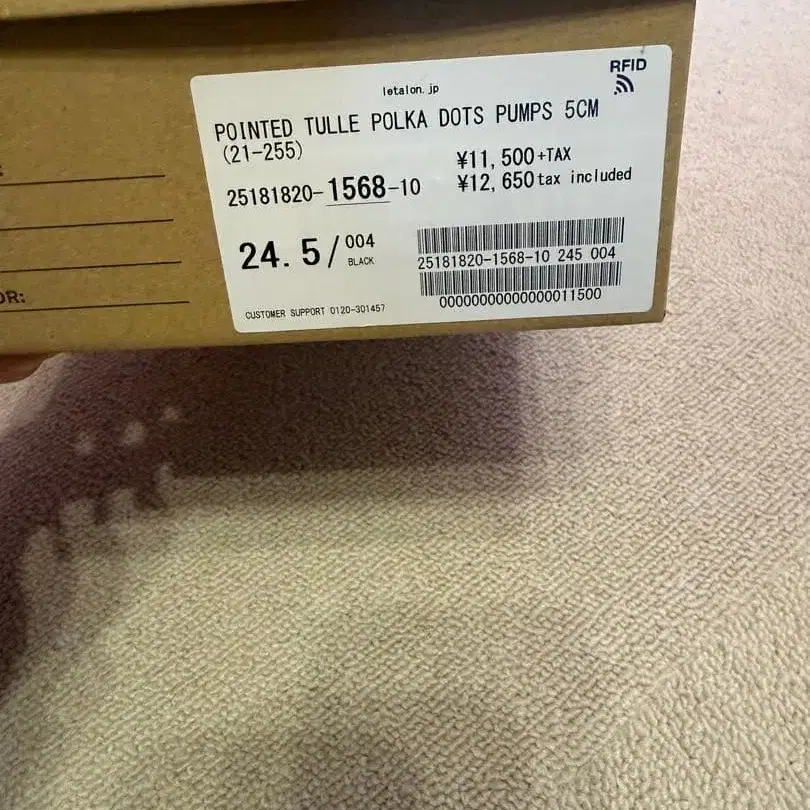 RFID
letalon.jp
POINTED TULLE POLKA DOTS PUMPS 5CM
(21-255)
¥11,500+TAX
¥12,650tax included
25181820-1568-10
24.5/004
BLACK
25181820-1568-10 245 004
00000000000000011500
CUSTOMER SUPPORT 0120-301457
OR: